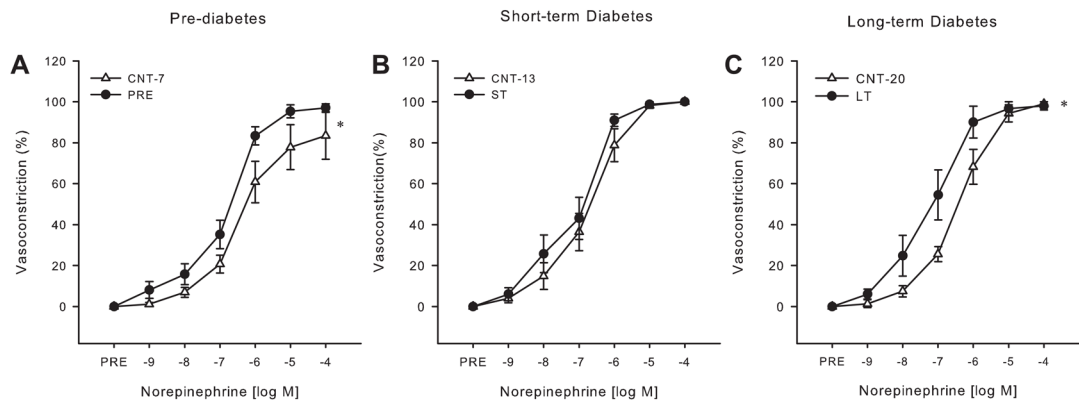 Pre-diabetes
Short-term Diabetes
Long-term Diabetes
A
CNT-7
PRE
120
100
80
60
40
20
0
Vasoconstriction (%)
*
PRE -9 -8 -7 -6 -5 -4
Norepinephrine [log M]
B
CNT-13
ST
120
100
80
60
40
20
0
Vasoconstriction(%)
PRE -9 -8 -7 -6 -5 -4
Norepinephrine [log M]
C
CNT-20
LT
120
100
80
60
40
20
0
Vasoconstriction (%)
*
PRE -9 -8 -7 -6 -5 -4
Norepinephrine [log M]